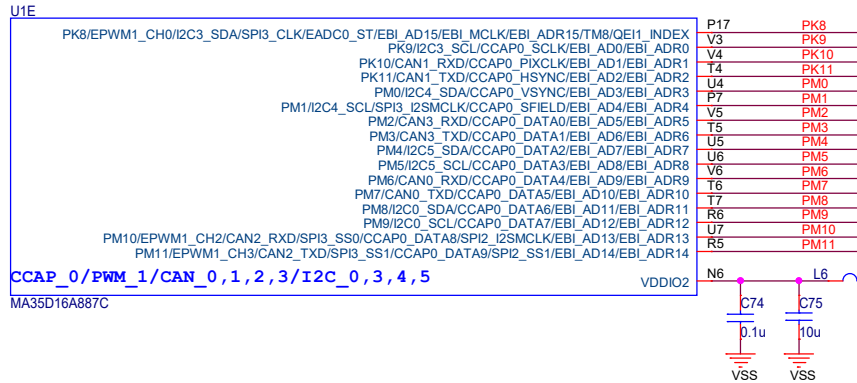 U1E
PK8/EPWM1_CH0/I2C3_SDA/SPI3_CLK/EADC0_ST/EBI_AD15/EBI_MCLK/EBI_ADR15/TM8/QEI1_INDEX P17 PK8
PK9/I2C3_SCL/CCAP0_SCLK/EBI_AD0/EBI_ADR0 V3 PK9
PK10/CAN1_RXD/CCAP0_PIXCLK/EBI_AD1/EBI_ADR1 V4 PK10
PK11/CAN1_TXD/CCAP0_HSYNC/EBI_AD2/EBI_ADR2 T4 PK11
PM0/I2C4_SDA/CCAP0_VSYNC/EBI_AD3/EBI_ADR3 U4 PM0
PM1/I2C4_SCL/SPI3_I2SMCLK/CCAP0_SFIELD/EBI_AD4/EBI_ADR4 P7 PM1
PM2/CAN3_RXD/CCAP0_DATA0/EBI_AD5/EBI_ADR5 V5 PM2
PM3/CAN3_TXD/CCAP0_DATA1/EBI_AD6/EBI_ADR6 T5 PM3
PM4/I2C5_SDA/CCAP0_DATA2/EBI_AD7/EBI_ADR7 U5 PM4
PM5/I2C5_SCL/CCAP0_DATA3/EBI_AD8/EBI_ADR8 U6 PM5
PM6/CAN0_RXD/CCAP0_DATA4/EBI_AD9/EBI_ADR9 V6 PM6
PM7/CAN0_TXD/CCAP0_DATA5/EBI_AD10/EBI_ADR10 T6 PM7
PM8/I2C0_SDA/CCAP0_DATA6/EBI_AD11/EBI_ADR11 T7 PM8
PM9/I2C0_SCL/CCAP0_DATA7/EBI_AD12/EBI_ADR12 R6 PM9
PM10/EPWM1_CH2/CAN2_RXD/SPI3_SS0/CCAP0_DATA8/SPI2_I2SMCLK/EBI_AD13/EBI_ADR13 U7 PM10
PM11/EPWM1_CH3/CAN2_TXD/SPI3_SS1/CCAP0_DATA9/SPI2_SS1/EBI_AD14/EBI_ADR14 R5 PM11
CCAP_0/PWM_1/CAN_0,1,2,3/I2C_0,3,4,5 VDDIO2 N6 L6
MA35D16A887C C74 C75
0.1u 10u
VSS VSS